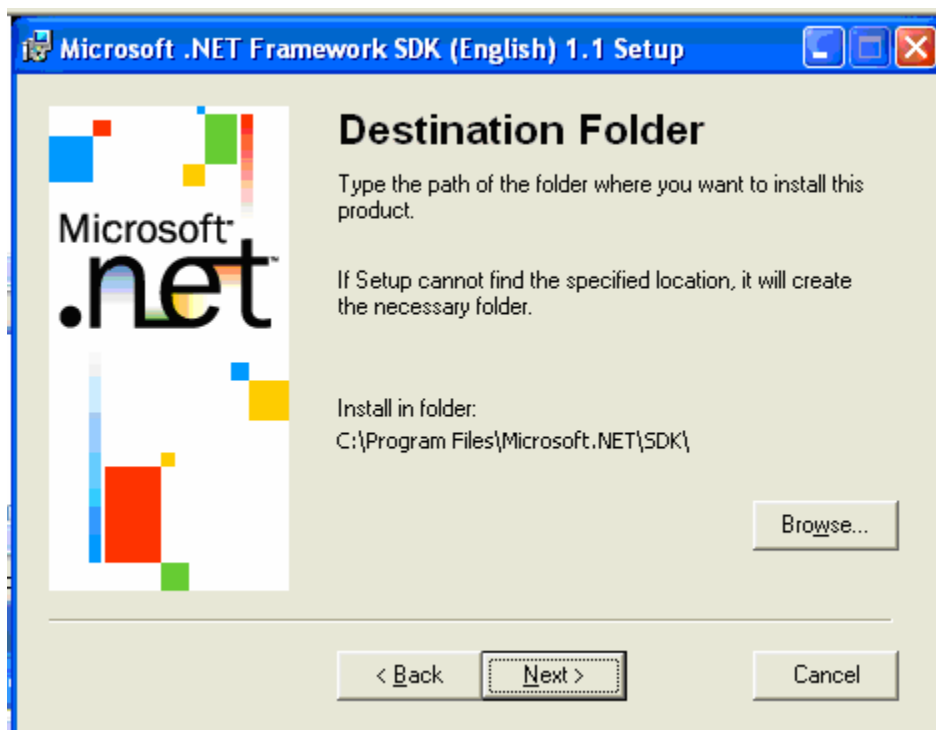 Microsoft .NET Framework SDK (English) 1.1 Setup
Destination Folder
Type the path of the folder where you want to install this
product.
Microsoft
.net
If Setup cannot find the specified location, it will create
the necessary folder.
Install in folder:
C:\Program Files\Microsoft.NET\SDK\
Browse...
< Back
Next >
Cancel